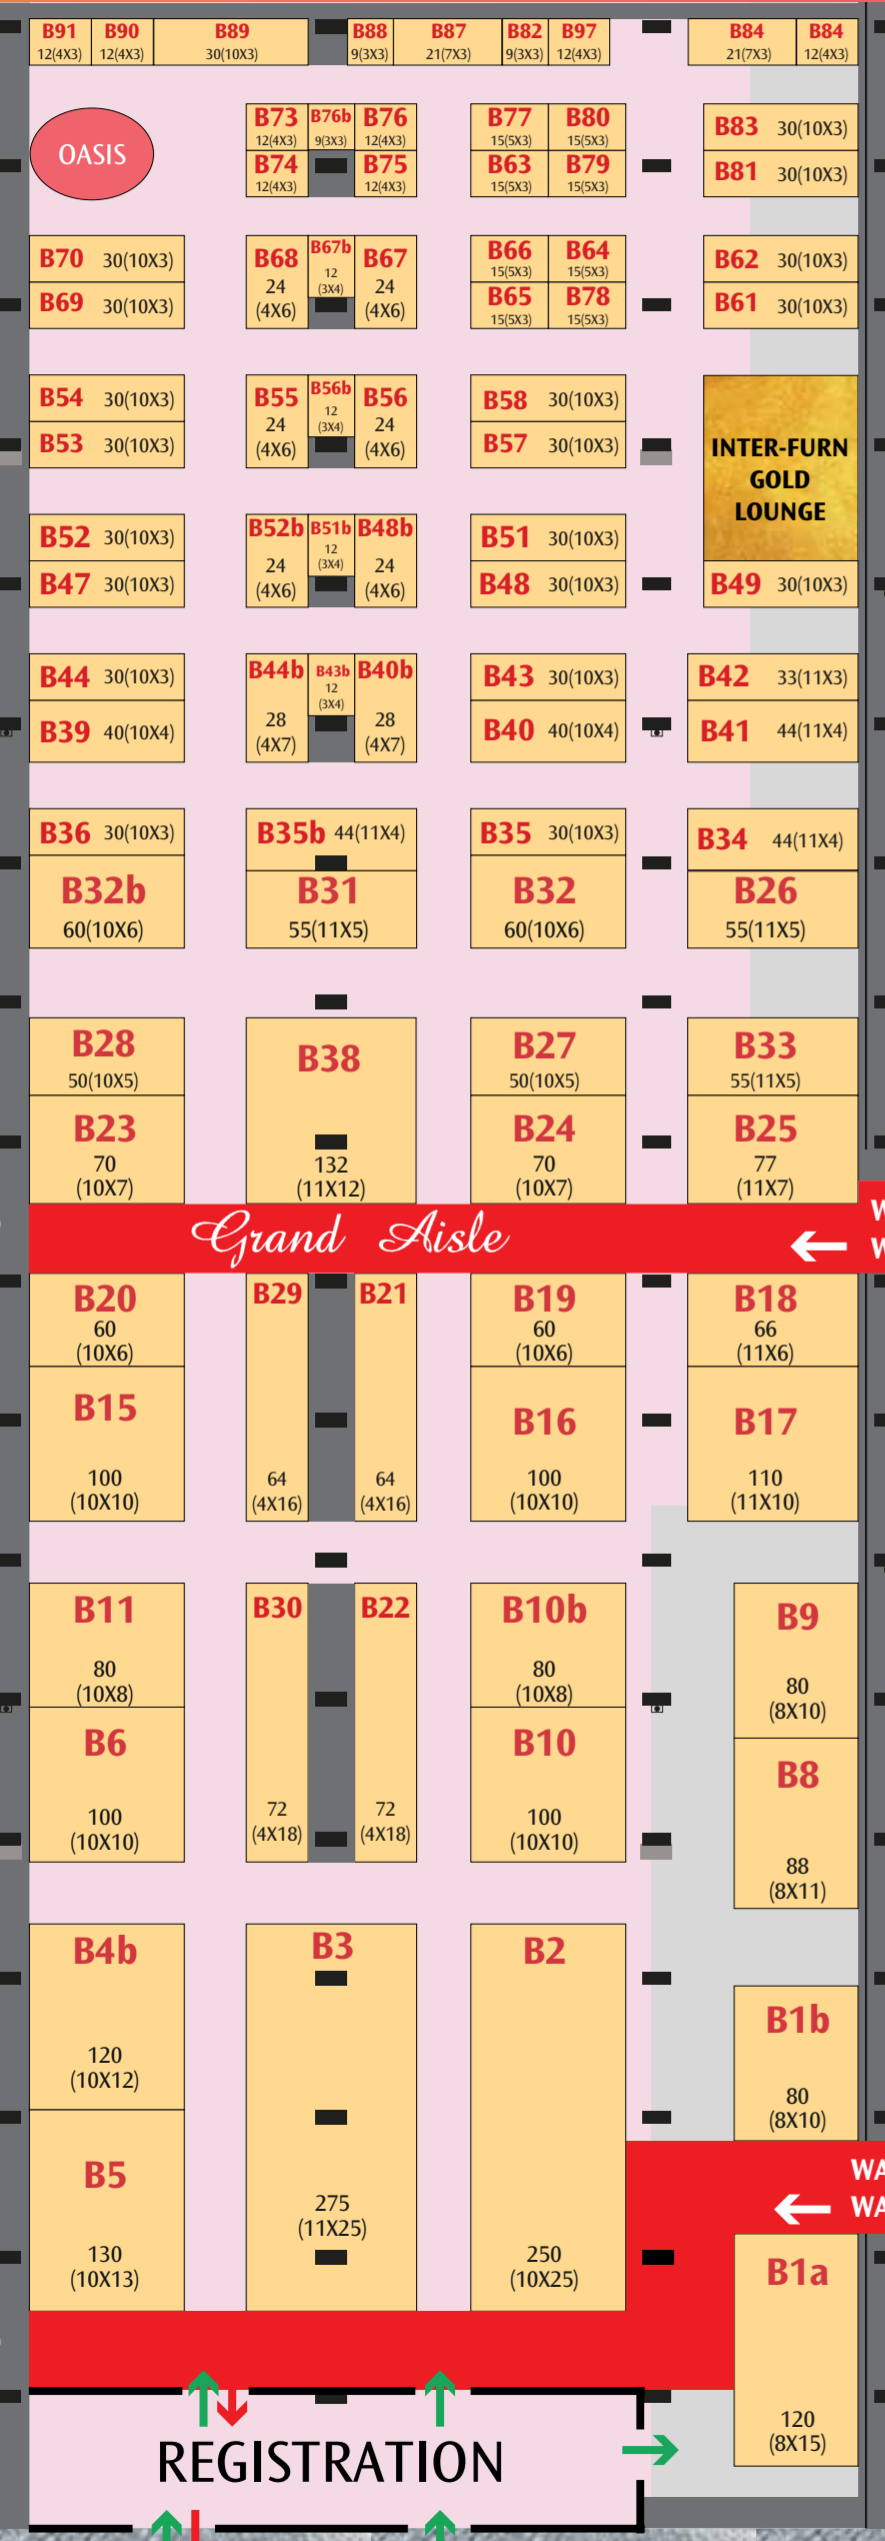 B91 B90 B89 B88 B87 B82 B97 B84 B84
12(4X3) 12(4X3) 30(10X3) 9(3X3) 21(7X3) 9(3X3) 12(4X3) 21(7X3) 12(4X3)
OASIS
B73 B76b B76 B77 B80
12(4X3) 9(3X3) 12(4X3) 15(5X3) 15(5X3)
B83 30(10X3)
B74 B75 B63 B79
12(4X3) 12(4X3) 15(5X3) 15(5X3)
B81 30(10X3)
B70 30(10X3)
B69 30(10X3)
B68 24 (4X6)
B67b 12 (3X4)
B67 24 (4X6)
B66 B64
15(5X3) 15(5X3)
B65 B78
15(5X3) 15(5X3)
B62 30(10X3)
B61 30(10X3)
B54 30(10X3)
B53 30(10X3)
B55 24 (4X6)
B56b 12 (3X4)
B56 24 (4X6)
B58 30(10X3)
B57 30(10X3)
INTER-FURN
GOLD
LOUNGE
B52 30(10X3)
B47 30(10X3)
B52b 24 (4X6)
B51b 12 (3X4)
B48b 24 (4X6)
B51 30(10X3)
B48 30(10X3)
B49 30(10X3)
B44 30(10X3)
B39 40(10X4)
B44b 28 (4X7)
B43b 12 (3X4)
B40b 28 (4X7)
B43 30(10X3)
B40 40(10X4)
B42 33(11X3)
B41 44(11X4)
B36 30(10X3)
B35b 44(11X4)
B35 30(10X3)
B34 44(11X4)
B32b B31 B32 B26
60(10X6) 55(11X5) 60(10X6) 55(11X5)
B28
50(10X5)
B38
132
(11X12)
B27
50(10X5)
B33
55(11X5)
B23
70
(10X7)
B24
70
(10X7)
B25
77
(11X7)
Grand Aisle
B20
60
(10X6)
B29
64
(4X16)
B21
64
(4X16)
B19
60
(10X6)
B18
66
(11X6)
B15
100
(10X10)
B16
100
(10X10)
B17
110
(11X10)
B11
80
(10X8)
B30
72
(4X18)
B22
72
(4X18)
B10b
80
(10X8)
B9
80
(8X10)
B6
100
(10X10)
B10
100
(10X10)
B8
88
(8X11)
B4b
120
(10X12)
B3
275
(11X25)
B2
250
(10X25)
B1b
80
(8X10)
B5
130
(10X13)
WA
WA
B1a
120
(8X15)
REGISTRATION